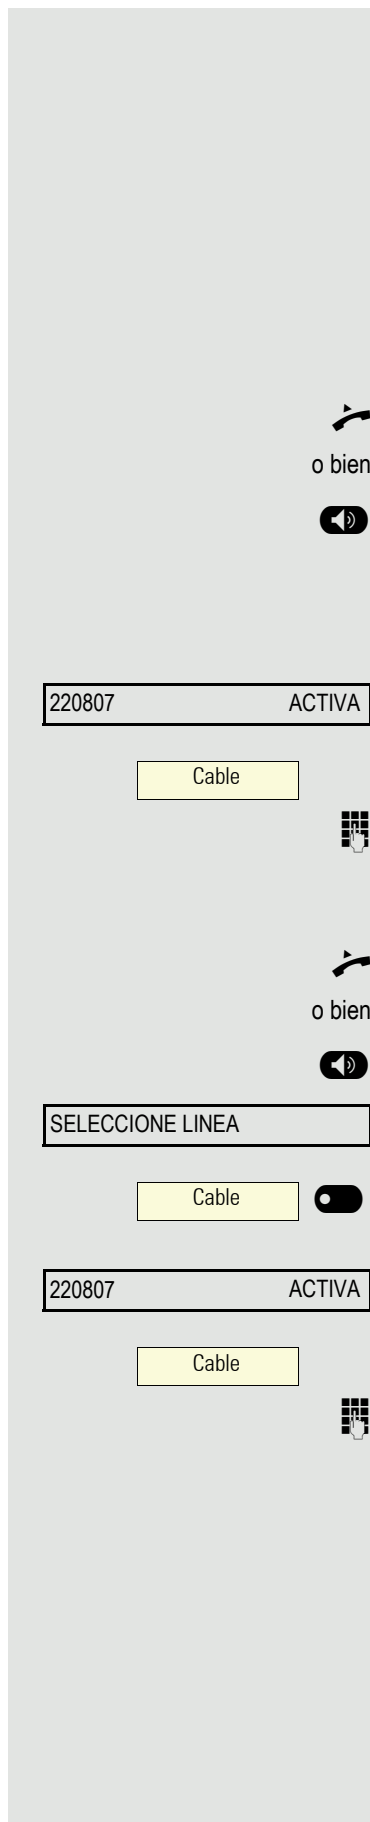 o bien
220807 ACTIVA
Cable
o bien
SELECCIONE LINEA
Cable
220807 ACTIVA
Cable